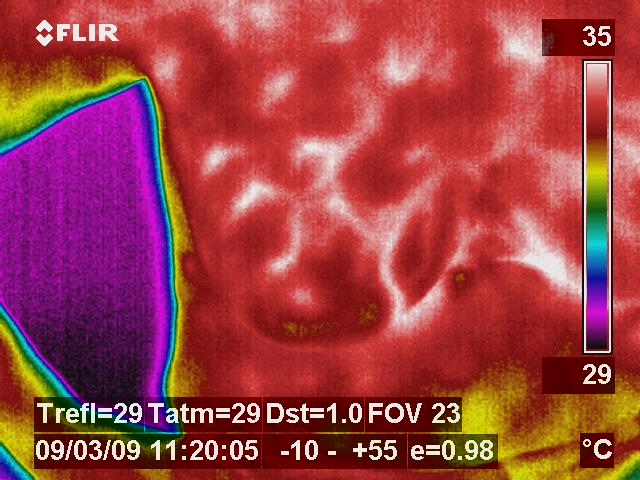 FLIR
35
29
Trefl=29 Tatm=29 Dst=1.0 FOV 23
09/03/09 11:20:05 -10 - +55 e=0.98
°C